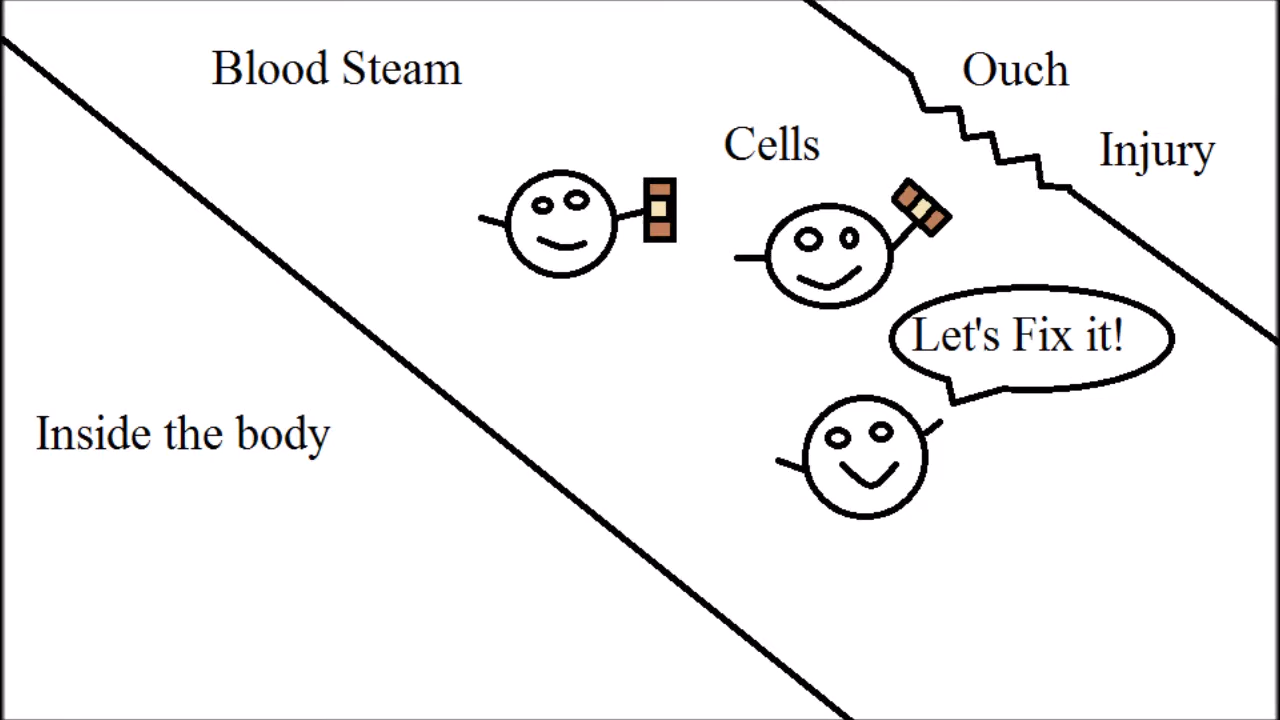 Blood Steam
Ouch
Cells
Injury
Let's Fix it!
Inside the body